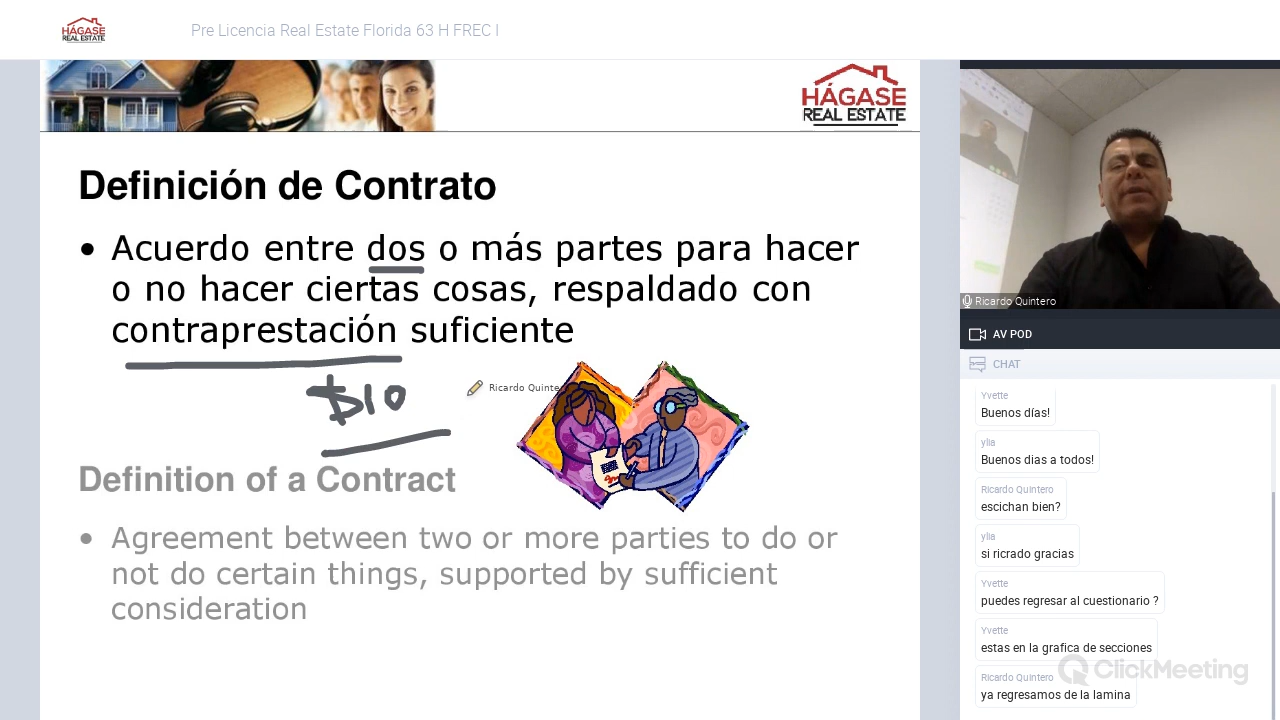 HÁGASE
REAL ESTATE
Pre Licencia Real Estate Florida 63 H FREC I
HÁGASE
REAL ESTATE
Definición de Contrato
• Acuerdo entre dos o más partes para hacer
o no hacer ciertas cosas, respaldado con
contraprestación suficiente
$10
Ricardo Quinte
Definition of a Contract
• Agreement between two or more parties to do or
not do certain things, supported by sufficient
consideration
Ricardo Quintero
AV POD
CHAT
Yvette
Buenos días!
ylia
Buenos dias a todos!
Ricardo Quintero
escichan bien?
ylia
si ricrado gracias
Yvette
puedes regresar al cuestionario ?
Yvette
estas en la grafica de secciones
Ricardo Quintero
ya regresamos de la lamina
ClickMeeting